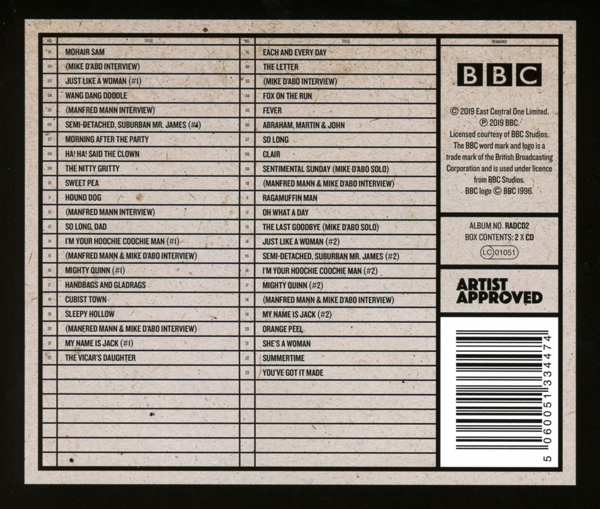 TITLE
MOHAIR SAM
(MIKE D'ABO INTERVIEW)
JUST LIKE A WOMAN (#1)
WANG DANG DOODLE
(MANFRED MANN INTERVIEW)
SEMI-DETACHED, SUBURBAN MR. JAMES (#1)
MORNING AFTER THE PARTY
HA! HA! SAID THE CLOWN
THE NITTY GRITTY
SWEET PEA
HOUND DOG
(MANFRED MANN INTERVIEW)
SO LONG, DAD
I'M YOUR HOOCHIE COOCHIE MAN (#1)
(MANFRED MANN & MIKE D'ABO INTERVIEW)
MIGHTY QUINN (#1)
HANDBAGS AND GLADRAGS
CUBIST TOWN
SLEEPY HOLLOW
(MANFRED MANN & MIKE D'ABO INTERVIEW)
MY NAME IS JACK (#1)
THE VICAR'S DAUGHTER
TITLE
EACH AND EVERY DAY
THE LETTER
(MIKE D'ABO INTERVIEW)
FOX ON THE RUN
FEVER
ABRAHAM, MARTIN & JOHN
SO LONG
CLAIR
SENTIMENTAL SUNDAY (MIKE D'ABO SOLO)
(MANFRED MANN & MIKE D'ABO INTERVIEW)
RAGAMUFFIN MAN
OH WHAT A DAY
THE LAST GOODBYE (MIKE D'ABO SOLO)
JUST LIKE A WOMAN (#2)
SEMI-DETACHED, SUBURBAN MR. JAMES (#2)
I'M YOUR HOOCHIE COOCHIE MAN (#2)
MIGHTY QUINN (#2)
(MANFRED MANN & MIKE D'ABO INTERVIEW)
MY NAME IS JACK (#2)
ORANGE PEEL
SHE'S A WOMAN
SUMMERTIME
YOU'VE GOT IT MADE
REMARKS
BBC
© 2019 East Central One Limited.
℗ 2019 BBC.
Licensed courtesy of BBC Studios.
The BBC word mark and logo is a
trade mark of the British Broadcasting
Corporation and is used under licence
from BBC Studios.
BBC logo © BBC 1996.
ALBUM NO. RADCD2
BOX CONTENTS: 2 X CD
LC 01051
ARTIST
APPROVED
5 060051 334474